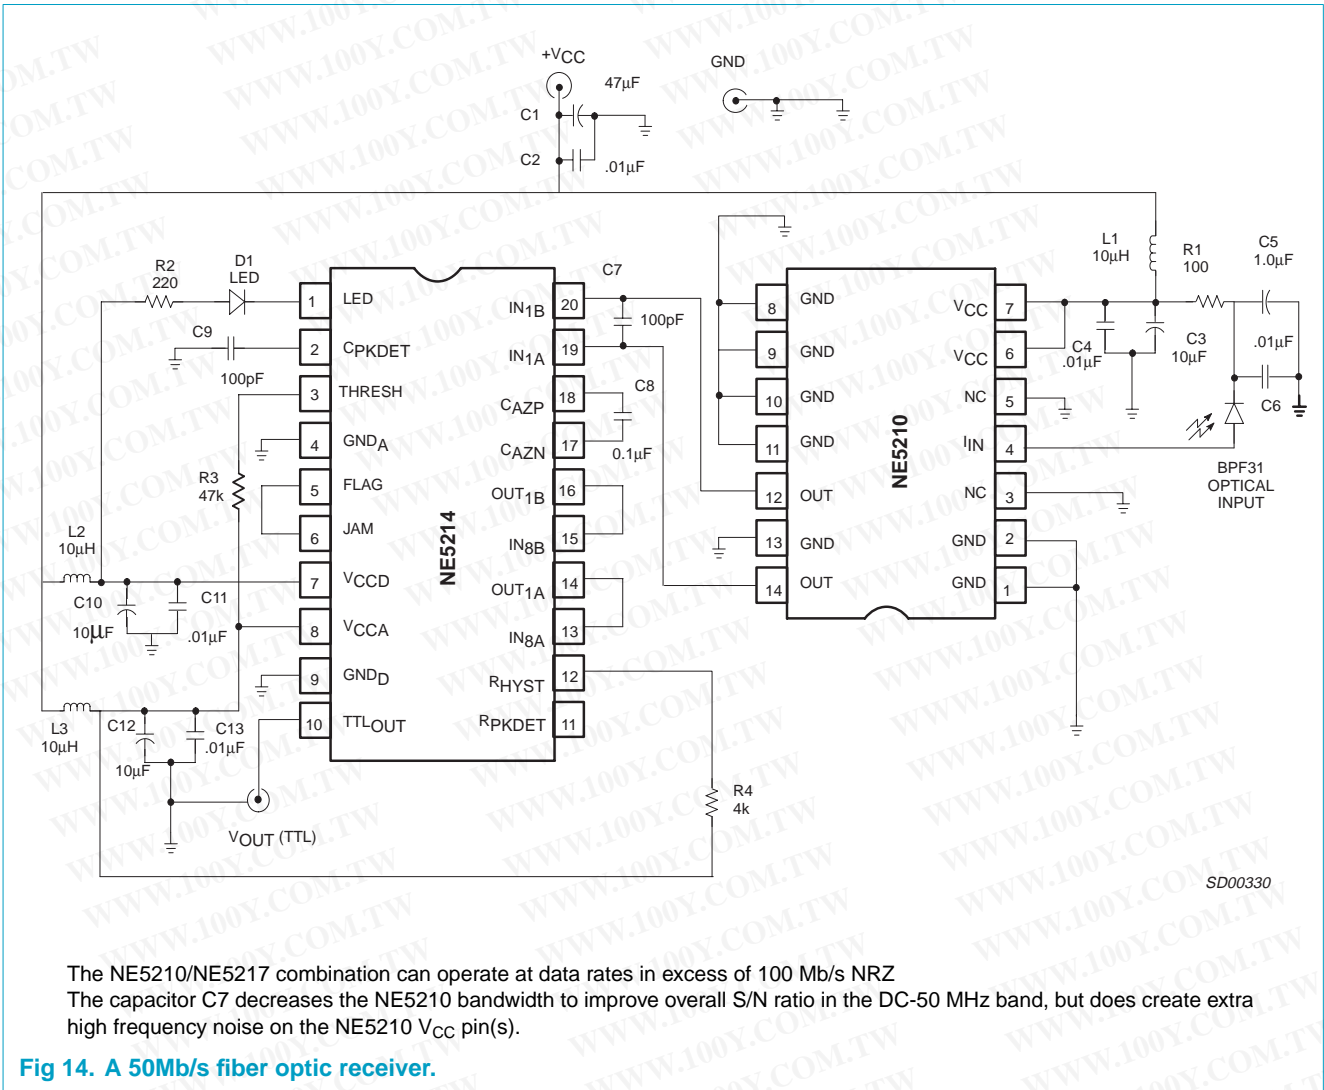 +VCC
GND
47µF
C1
C2
.01µF
L1
10µH
R1
100
C5
1.0µF
R2
220
D1
LED
C7
100pF
C9
100pF
C8
0.1µF
1 LED
2 CPKDET
3 THRESH
4 GNDA
5 FLAG
6 JAM
7 VCCD
8 VCCA
9 GNDD
10 TTLOUT
NE5214
IN1B 20
IN1A 19
CAZP 18
CAZN 17
OUT1B 16
IN8B 15
OUT1A 14
IN8A 13
RHYST 12
RPKDET 11
8 GND
9 GND
10 GND
11 GND
12 OUT
13 GND
14 OUT
NE5210
VCC 7
VCC 6
NC 5
IIN 4
NC 3
GND 2
GND 1
C4
.01µF
C3
10µF
.01µF
C6
BPF31
OPTICAL
INPUT
R3
47k
L2
10µH
C10
10µF
C11
.01µF
L3
10µH
C12
10µF
C13
.01µF
VOUT (TTL)
R4
4k
SD00330
The NE5210/NE5217 combination can operate at data rates in excess of 100 Mb/s NRZ
The capacitor C7 decreases the NE5210 bandwidth to improve overall S/N ratio in the DC-50 MHz band, but does create extra
high frequency noise on the NE5210 VCC pin(s).
Fig 14. A 50Mb/s fiber optic receiver.
WWW.100Y.COM.TW